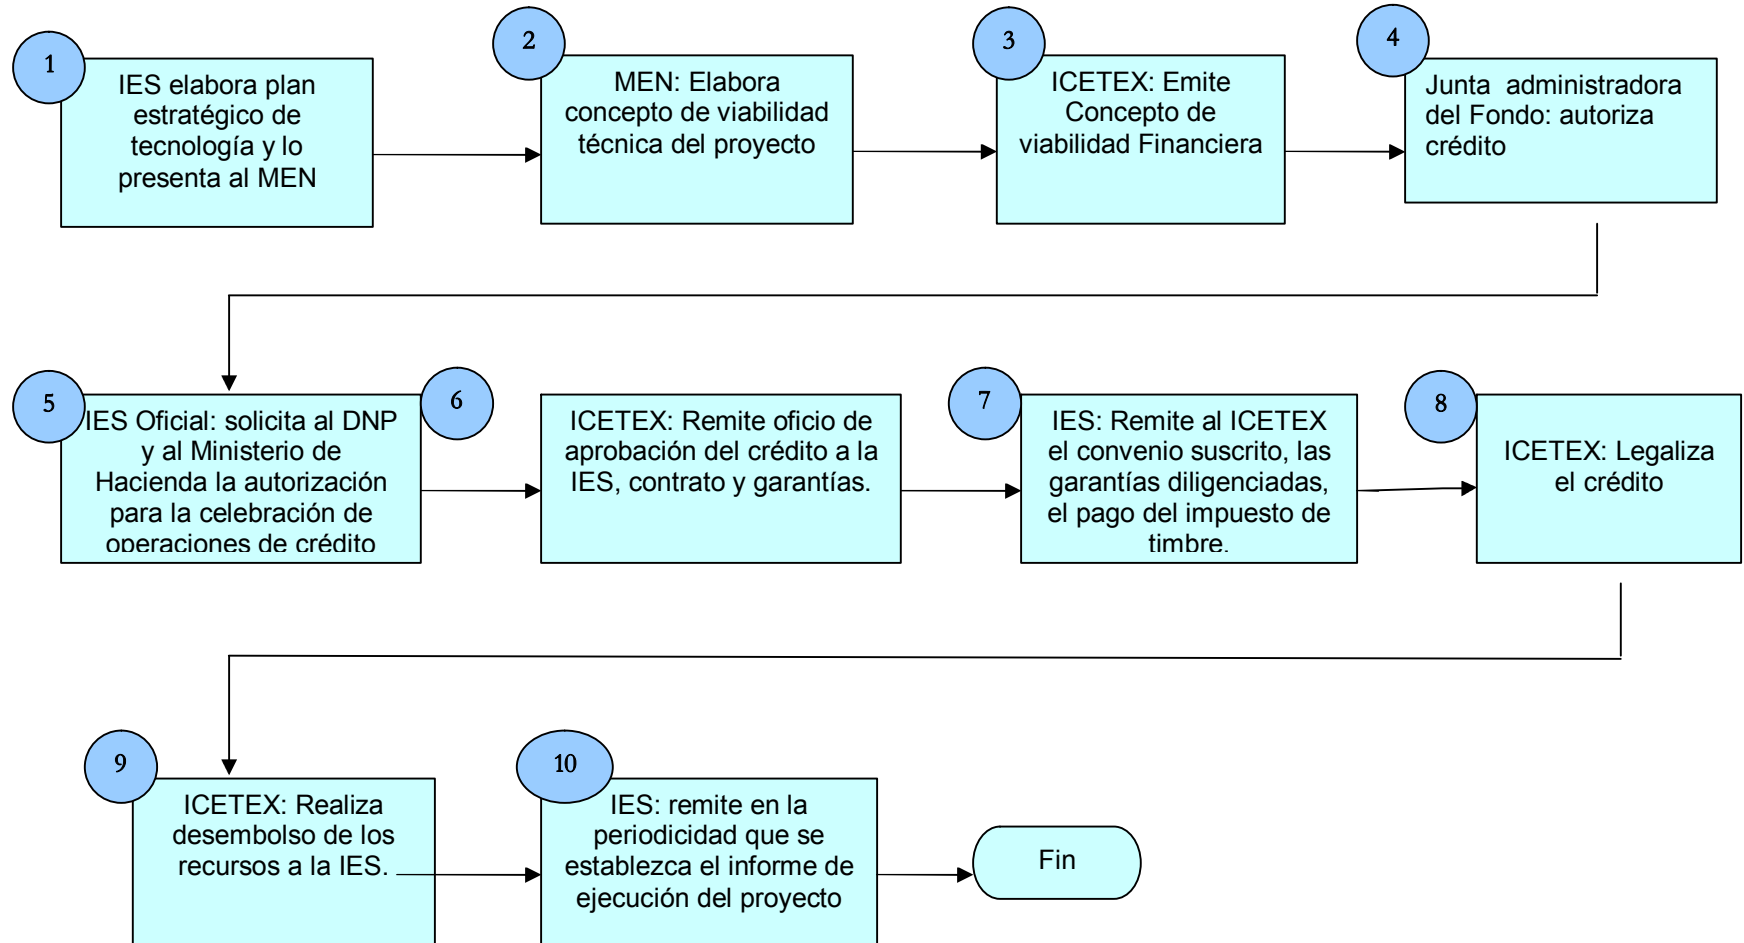 1
IES elabora plan
estratégico de
tecnología y lo
presenta al MEN
2
MEN: Elabora
concepto de viabilidad
técnica del proyecto
3
ICETEX: Emite
Concepto de
viabilidad Financiera
4
Junta administradora
del Fondo: autoriza
crédito
5
IES Oficial: solicita al DNP
y al Ministerio de
Hacienda la autorización
para la celebración de
operaciones de crédito
6
ICETEX: Remite oficio de
aprobación del crédito a la
IES, contrato y garantías.
7
IES: Remite al ICETEX
el convenio suscrito, las
garantías diligenciadas,
el pago del impuesto de
timbre.
8
ICETEX: Legaliza
el crédito
9
ICETEX: Realiza
desembolso de los
recursos a la IES.
10
IES: remite en la
periodicidad que se
establezca el informe de
ejecución del proyecto
Fin